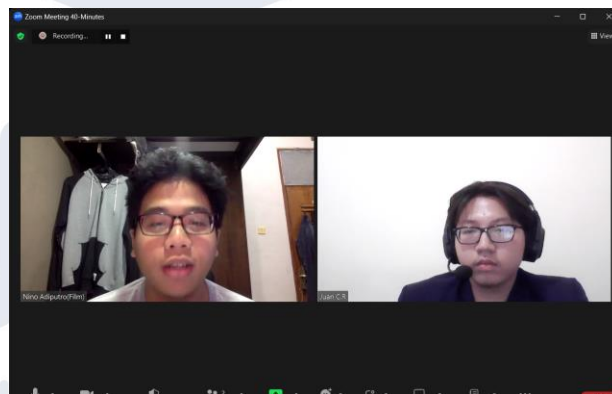 Zoom Meeting 40-Minutes
Recording...
View
Nino Adiputro(Film)
Juan C R